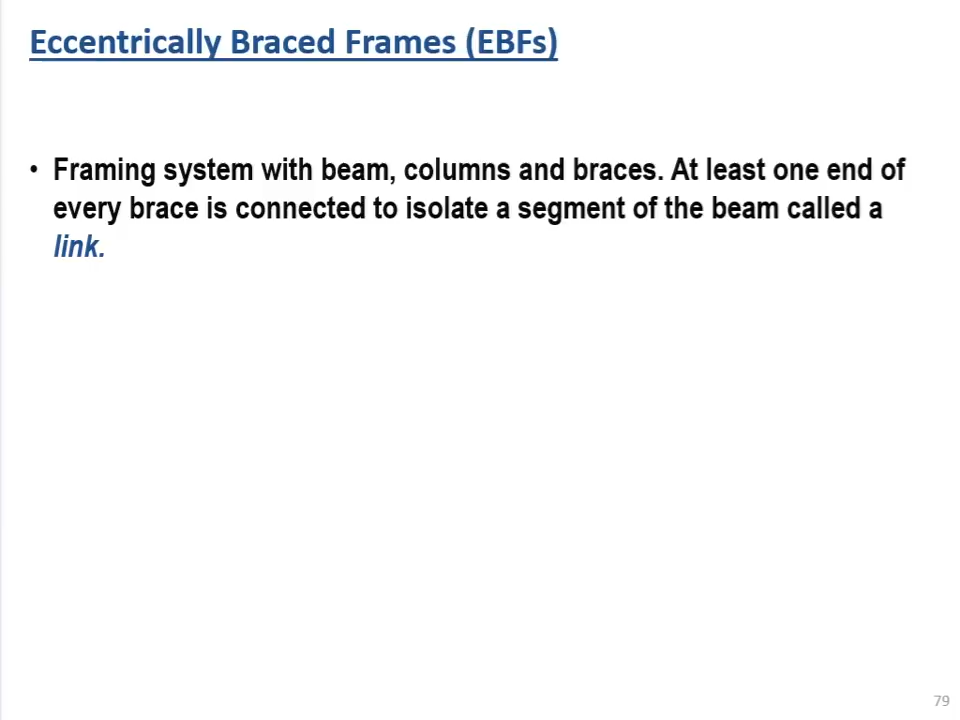 Eccentrically Braced Frames (EBFs)
• Framing system with beam, columns and braces. At least one end of
every brace is connected to isolate a segment of the beam called a
link.
79